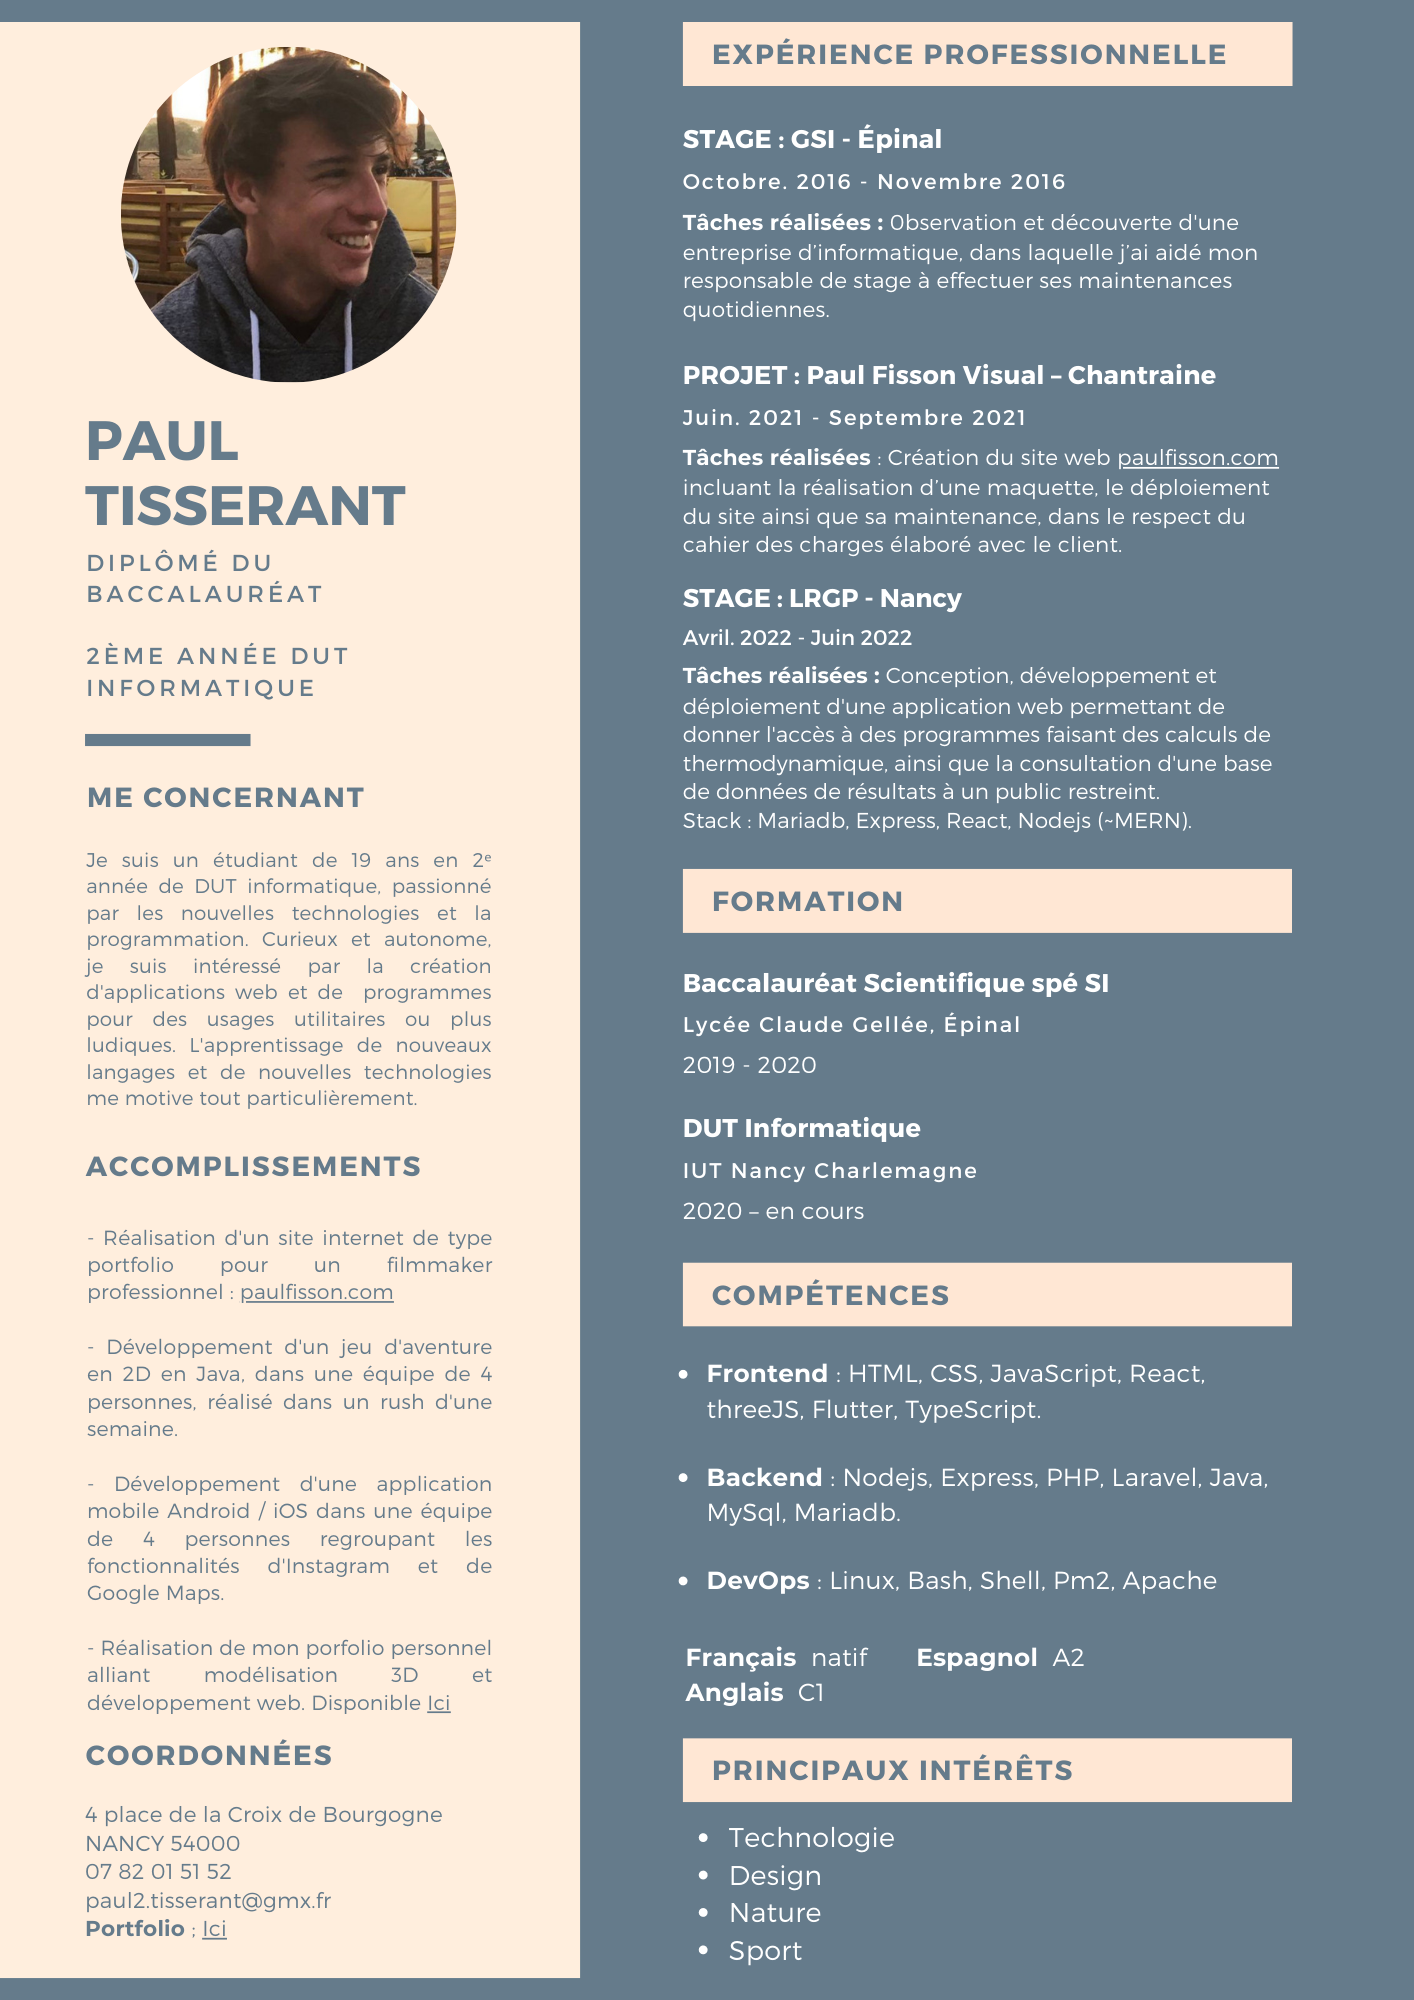 PAUL
TISSERANT
DIPLÔMÉ DU
BACCALAURÉAT
2ÈME ANNÉE DUT
INFORMATIQUE
ME CONCERNANT
Je suis un étudiant de 19 ans en 2ᵉ
année de DUT informatique, passionné
par les nouvelles technologies et la
programmation. Curieux et autonome,
je suis intéressé par la création
d'applications web et de programmes
pour des usages utilitaires ou plus
ludiques. L'apprentissage de nouveaux
langages et de nouvelles technologies
me motive tout particulièrement.
ACCOMPLISSEMENTS
- Réalisation d'un site internet de type
portfolio pour un filmmaker
professionnel : paulfisson.com
- Développement d'un jeu d'aventure
en 2D en Java, dans une équipe de 4
personnes, réalisé dans un rush d'une
semaine.
- Développement d'une application
mobile Android / iOS dans une équipe
de 4 personnes regroupant les
fonctionnalités d'Instagram et de
Google Maps.
- Réalisation de mon porfolio personnel
alliant modélisation 3D et
développement web. Disponible Ici
COORDONNÉES
4 place de la Croix de Bourgogne
NANCY 54000
07 82 01 51 52
paul2.tisserant@gmx.fr
Portfolio ; Ici
EXPÉRIENCE PROFESSIONNELLE
STAGE : GSI - Épinal
Octobre. 2016 - Novembre 2016
Tâches réalisées : 0bservation et découverte d'une
entreprise d’informatique, dans laquelle j’ai aidé mon
responsable de stage à effectuer ses maintenances
quotidiennes.
PROJET : Paul Fisson Visual – Chantraine
Juin. 2021 - Septembre 2021
Tâches réalisées : Création du site web paulfisson.com
incluant la réalisation d’une maquette, le déploiement
du site ainsi que sa maintenance, dans le respect du
cahier des charges élaboré avec le client.
STAGE : LRGP - Nancy
Avril. 2022 - Juin 2022
Tâches réalisées : Conception, développement et
déploiement d'une application web permettant de
donner l'accès à des programmes faisant des calculs de
thermodynamique, ainsi que la consultation d'une base
de données de résultats à un public restreint.
Stack : Mariadb, Express, React, Nodejs (~MERN).
FORMATION
Baccalauréat Scientifique spé SI
Lycée Claude Gellée, Épinal
2019 - 2020
DUT Informatique
IUT Nancy Charlemagne
2020 – en cours
COMPÉTENCES
• Frontend : HTML, CSS, JavaScript, React,
threeJS, Flutter, TypeScript.
• Backend : Nodejs, Express, PHP, Laravel, Java,
MySql, Mariadb.
• DevOps : Linux, Bash, Shell, Pm2, Apache
Français natif Espagnol A2
Anglais C1
PRINCIPAUX INTÉRÊTS
• Technologie
• Design
• Nature
• Sport